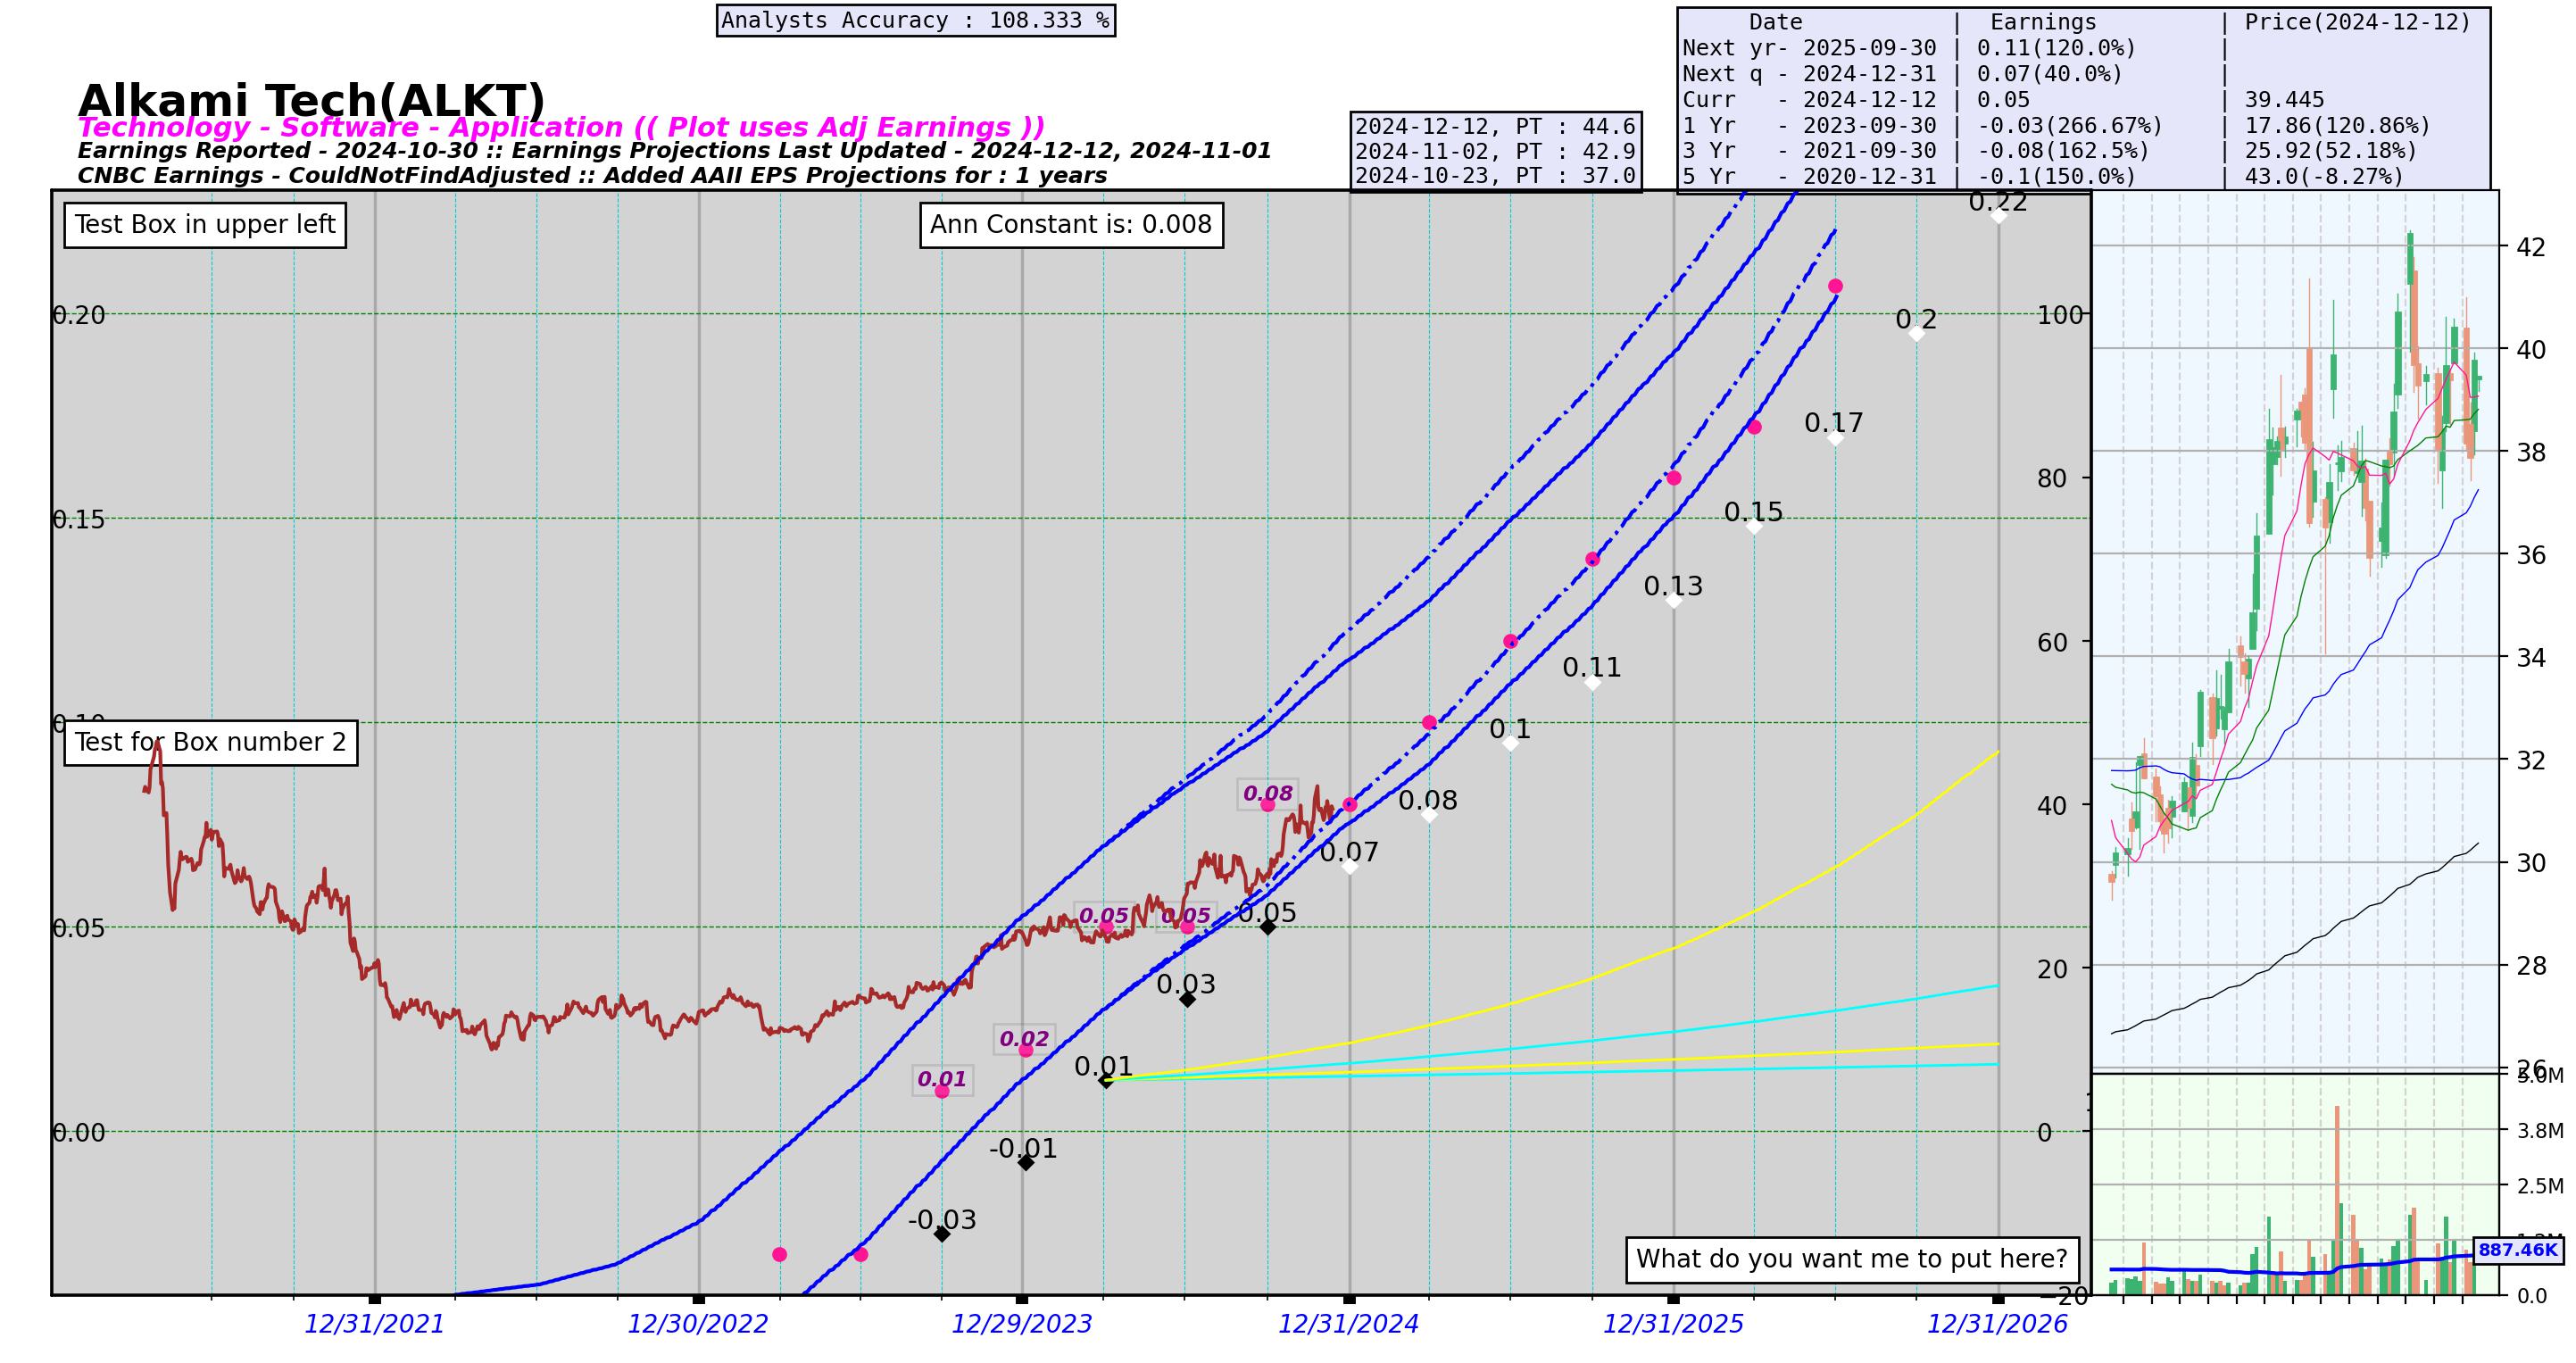 Analysts Accuracy : 108.333 %
Date | Earnings | Price(2024-12-12)
Next yr- 2025-09-30 | 0.11(120.0%) |
Next q - 2024-12-31 | 0.07(40.0%) |
Curr - 2024-12-12 | 0.05 | 39.445
1 Yr - 2023-09-30 | -0.03(266.67%) | 17.86(120.86%)
3 Yr - 2021-09-30 | -0.08(162.5%) | 25.92(52.18%)
5 Yr - 2020-12-31 | -0.1(150.0%) | 43.0(-8.27%)
Alkami Tech(ALKT)
Technology - Software - Application (( Plot uses Adj Earnings ))
Earnings Reported - 2024-10-30 :: Earnings Projections Last Updated - 2024-12-12, 2024-11-01
CNBC Earnings - CouldNotFindAdjusted :: Added AAII EPS Projections for : 1 years
2024-12-12, PT : 44.6
2024-11-02, PT : 42.9
2024-10-23, PT : 37.0
Test Box in upper left
Ann Constant is: 0.008
0.20
0.15
0.10
0.05
0.00
Test for Box number 2
0.22
0.2
0.17
0.15
0.13
0.11
0.1
0.08
0.07
0.05
0.03
0.01
-0.01
-0.03
0.08
0.05
0.05
0.02
0.01
100
80
60
40
20
0
−20
What do you want me to put here?
12/31/2021
12/30/2022
12/29/2023
12/31/2024
12/31/2025
12/31/2026
42
40
38
36
34
32
30
28
26
5.0M
3.8M
2.5M
887.46K
0.0